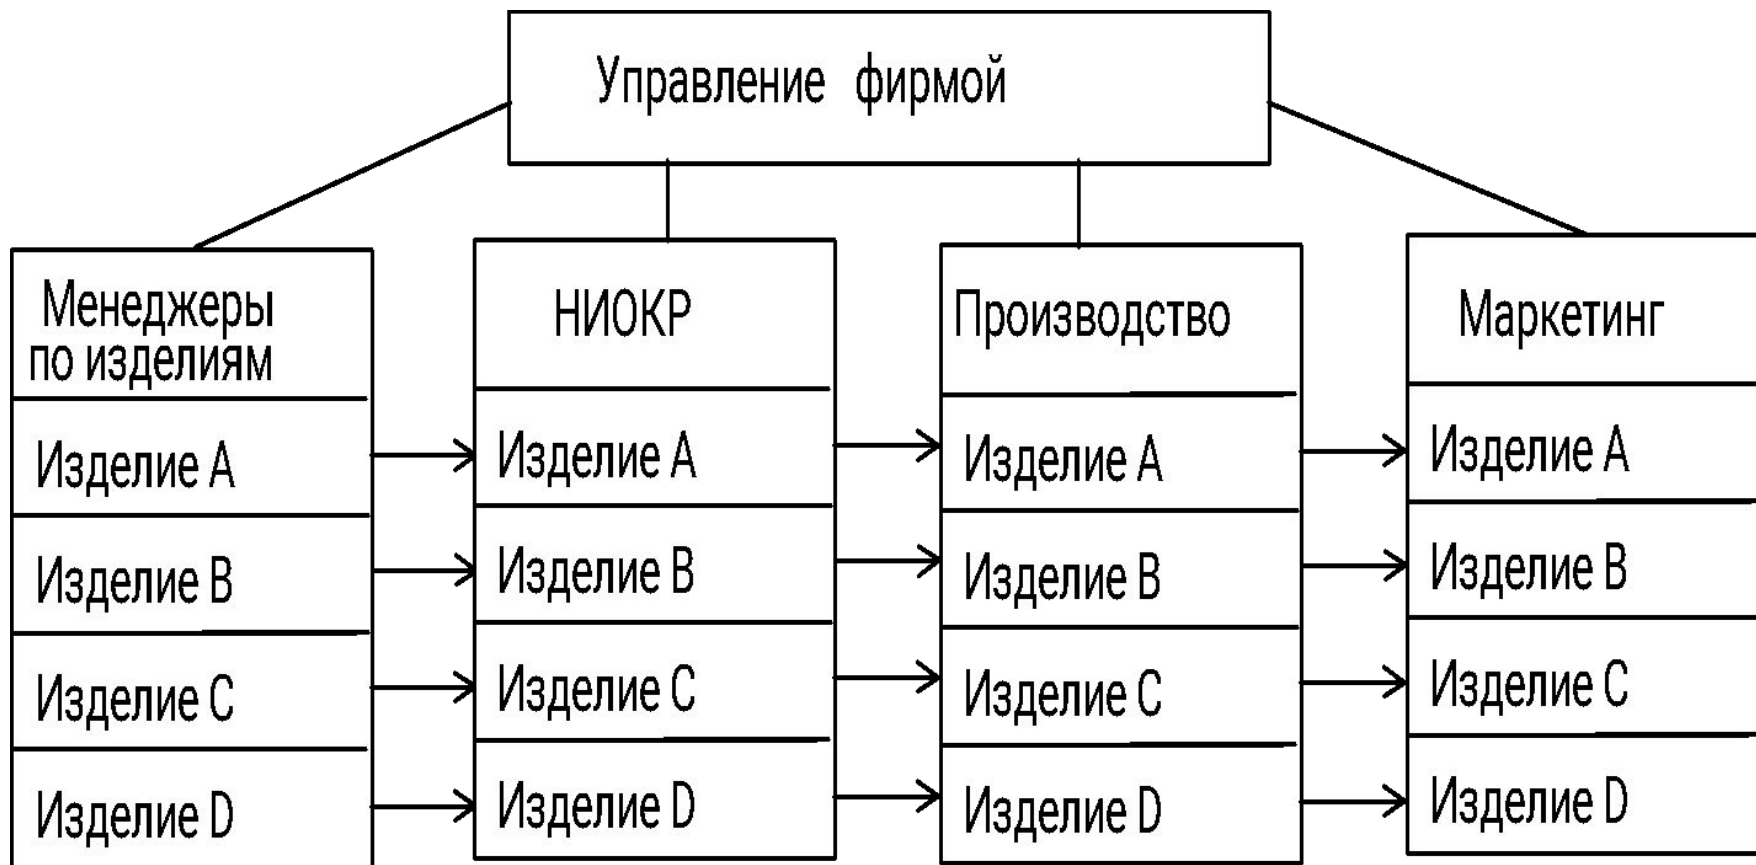 Управление фирмой
Менеджеры
по изделиям
НИОКР
Производство
Маркетинг
Изделие А
Изделие А
Изделие А
Изделие А
Изделие B
Изделие B
Изделие B
Изделие B
Изделие C
Изделие C
Изделие C
Изделие C
Изделие D
Изделие D
Изделие D
Изделие D